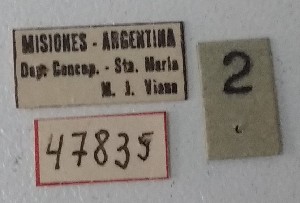 MISIONES - ARGENTINA
Dep. Concep. - Sta. Maria
M. J. Viana
47835
2